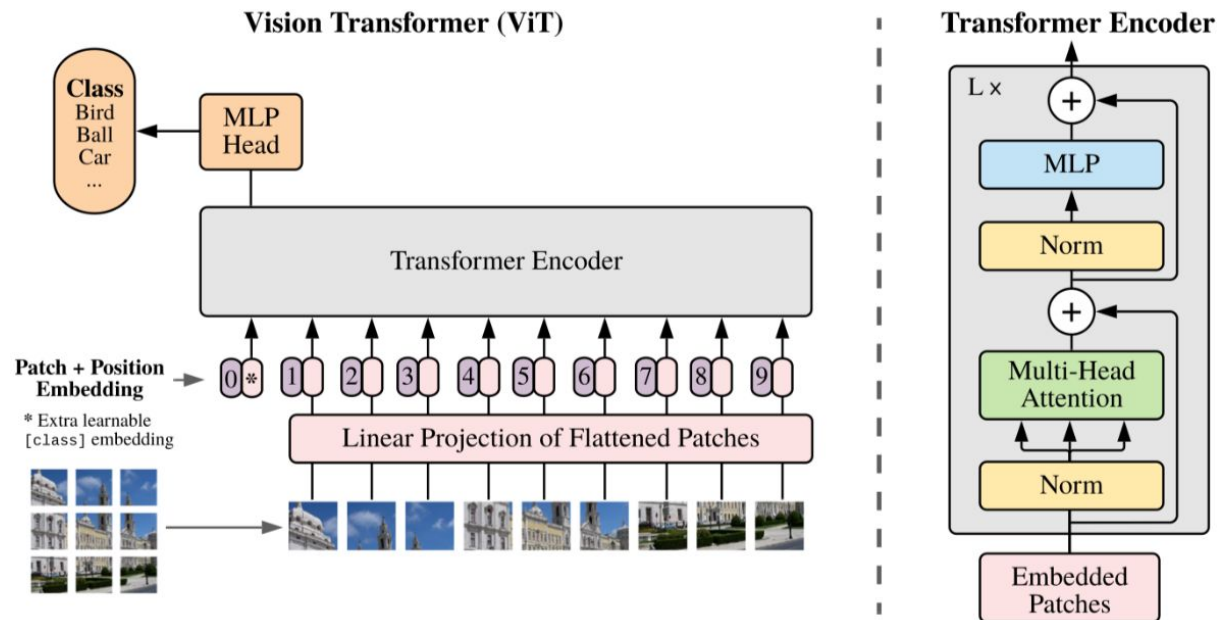 Vision Transformer (ViT)
Class
Bird
Ball
Car
...
MLP
Head
Transformer Encoder
Patch + Position
Embedding
0 * 1 2 3 4 5 6 7 8 9
* Extra learnable
[class] embedding
Linear Projection of Flattened Patches
Transformer Encoder
L ×
+
MLP
Norm
+
Multi-Head
Attention
Norm
Embedded
Patches